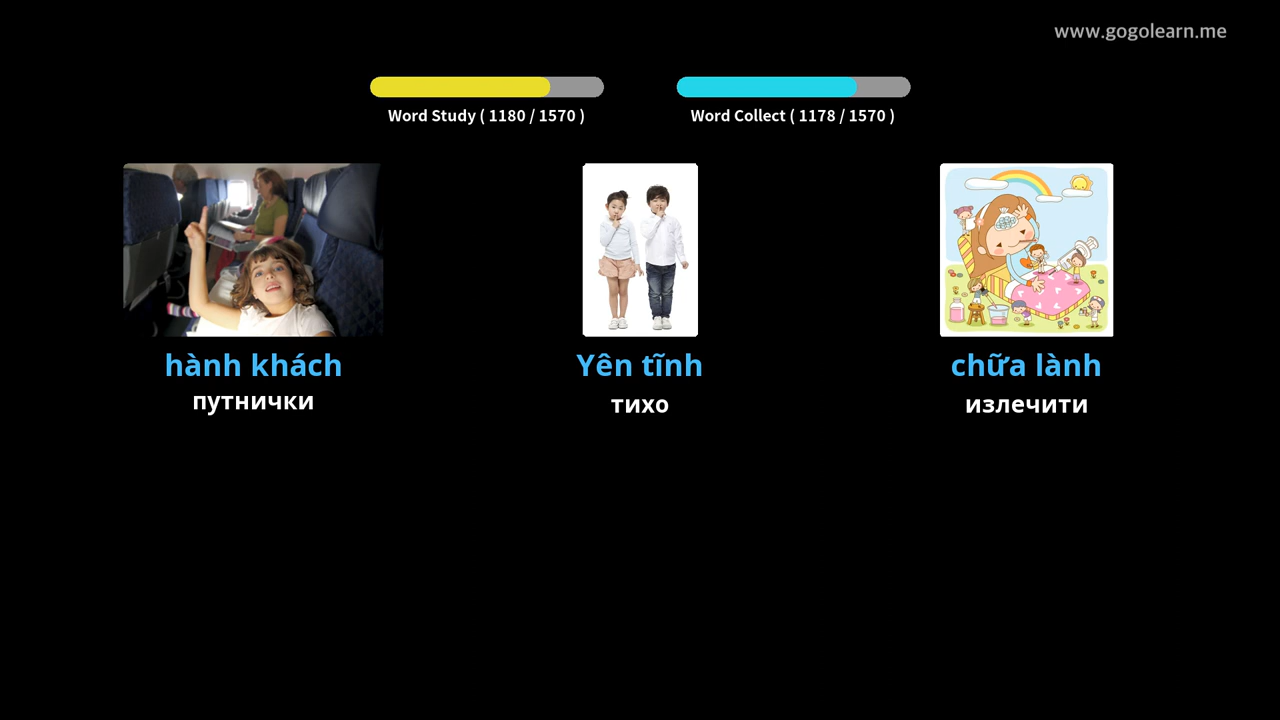 www.gogolearn.me
Word Study ( 1180 / 1570 )
Word Collect ( 1178 / 1570 )
hành khách
путнички
Yên tĩnh
тихо
chữa lành
излечити